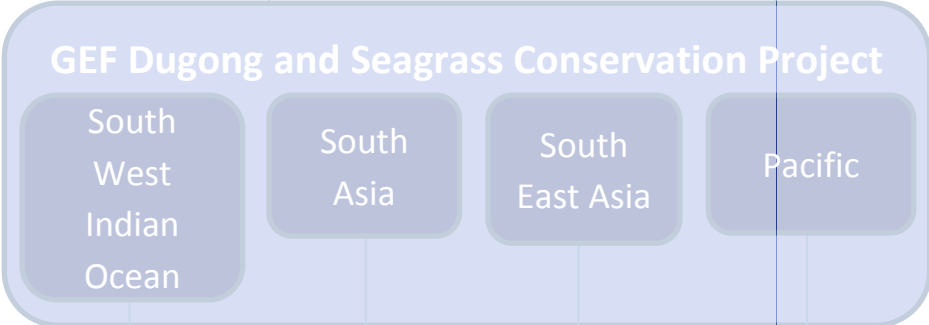 GEF Dugong and Seagrass Conservation Project
South
West
Indian
Ocean
South
Asia
South
East Asia
Pacific